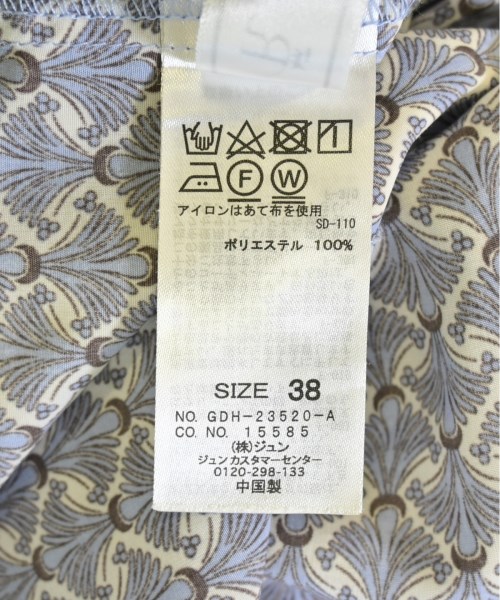 F W
アイロンはあて布を使用
SD-110
ポリエステル 100%
SIZE 38
NO. GDH-23520-A
CO. NO. 15585
(株)ジュン
ジュンカスタマーセンター
0120-298-133
中国製